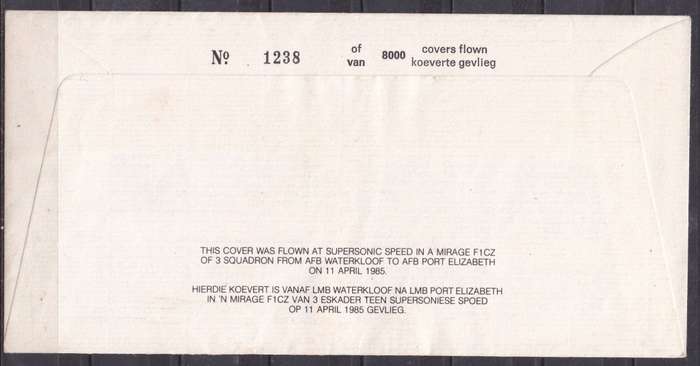 Nº 1238 of van 8000 covers flown koeverte gevlieg
THIS COVER WAS FLOWN AT SUPERSONIC SPEED IN A MIRAGE F1CZ
OF 3 SQUADRON FROM AFB WATERKLOOF TO AFB PORT ELIZABETH
ON 11 APRIL 1985.
HIERDIE KOEVERT IS VANAF LMB WATERKLOOF NA LMB PORT ELIZABETH
IN 'N MIRAGE F1CZ VAN 3 ESKADER TEEN SUPERSONIESE SPOED
OP 11 APRIL 1985 GEVLIEG.